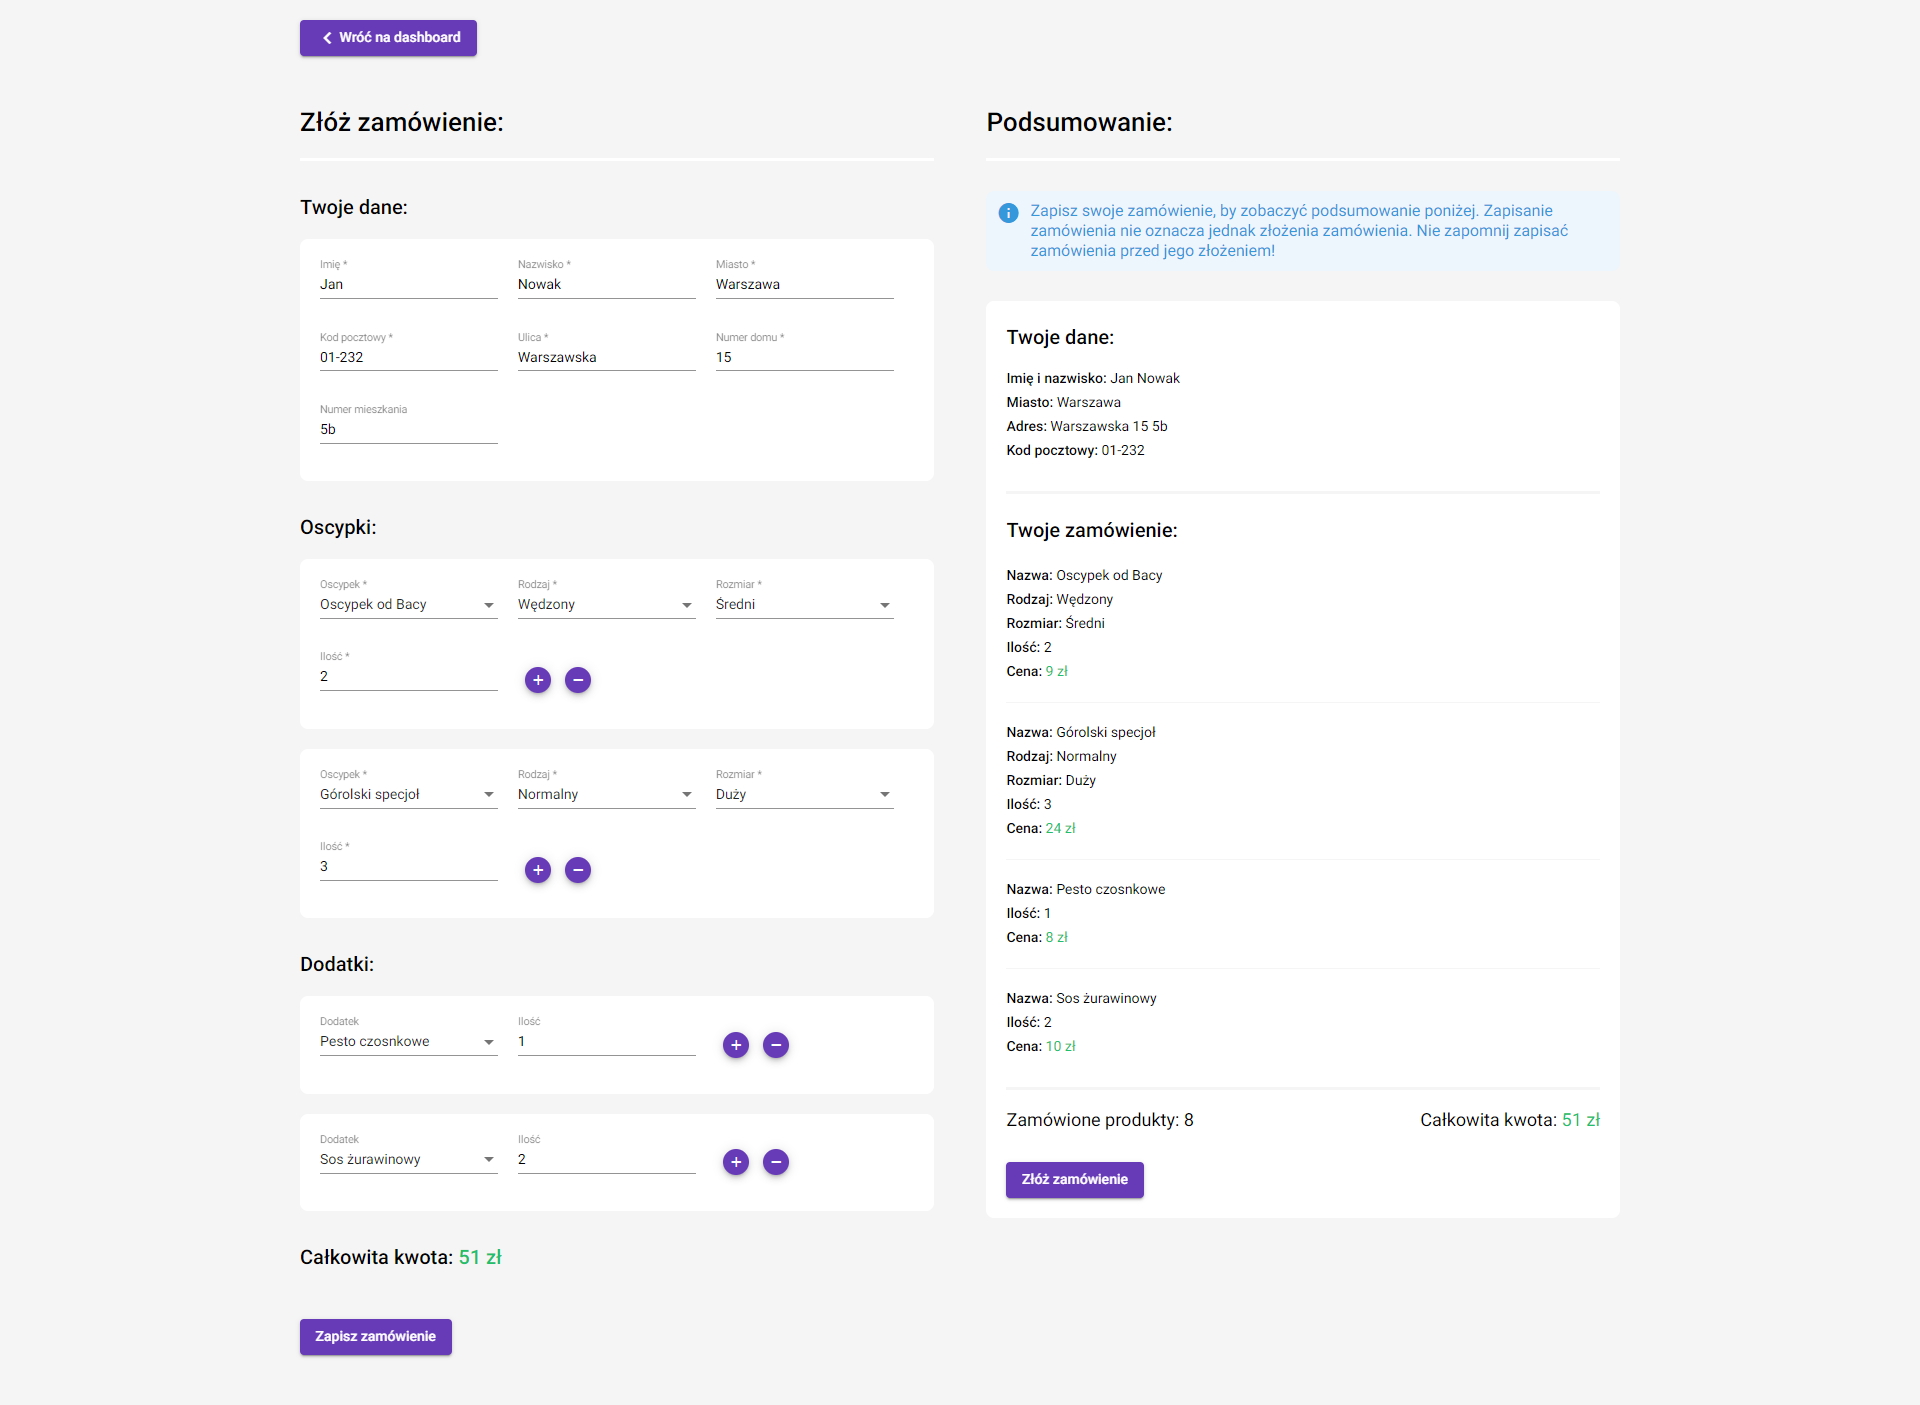 Wróć na dashboard
Złóż zamówienie:
Twoje dane:
Imię *
Nazwisko *
Miasto *
Jan
Nowak
Warszawa
Kod pocztowy *
Ulica *
Numer domu *
01-232
Warszawska
15
Numer mieszkania
5b
Oscypki:
Oscypek *
Rodzaj *
Rozmiar *
Oscypek od Bacy
Wędzony
Średni
Ilość *
2
Oscypek *
Rodzaj *
Rozmiar *
Górolski specjoł
Normalny
Duży
Ilość *
3
Dodatki:
Dodatek
Ilość
Pesto czosnkowe
1
Dodatek
Ilość
Sos żurawinowy
2
Całkowita kwota: 51 zł
Zapisz zamówienie
Podsumowanie:
Zapisz swoje zamówienie, by zobaczyć podsumowanie poniżej. Zapisanie
zamówienia nie oznacza jednak złożenia zamówienia. Nie zapomnij zapisać
zamówienia przed jego złożeniem!
Twoje dane:
Imię i nazwisko: Jan Nowak
Miasto: Warszawa
Adres: Warszawska 15 5b
Kod pocztowy: 01-232
Twoje zamówienie:
Nazwa: Oscypek od Bacy
Rodzaj: Wędzony
Rozmiar: Średni
Ilość: 2
Cena: 9 zł
Nazwa: Górolski specjoł
Rodzaj: Normalny
Rozmiar: Duży
Ilość: 3
Cena: 24 zł
Nazwa: Pesto czosnkowe
Ilość: 1
Cena: 8 zł
Nazwa: Sos żurawinowy
Ilość: 2
Cena: 10 zł
Zamówione produkty: 8
Całkowita kwota: 51 zł
Złóż zamówienie